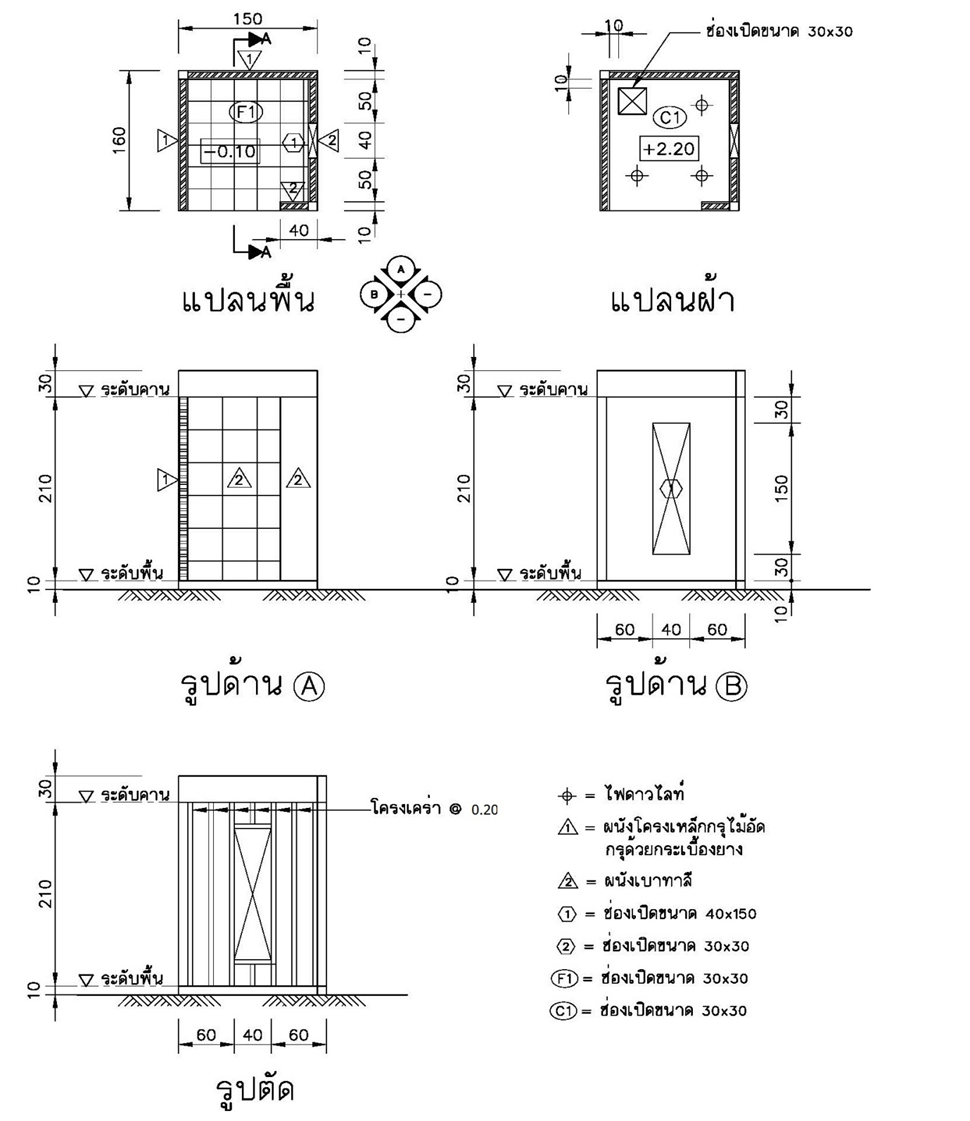 150
A
1
10
50
40
50
10
160
F1
1
1
2
-0.10
2
40
A
แปลนพื้น
A
B
-
-
10
ช่องเปิดขนาด 30x30
10
C1
+2.20
แปลนฝ้า
30
ระดับคาน
210
1
2
2
ระดับพื้น
10
รูปด้าน A
30
ระดับคาน
210
30
150
1
30
ระดับพื้น
10
10
60
40
60
รูปด้าน B
30
ระดับคาน
โครงเคร่า @ 0.20
210
ระดับพื้น
10
60
40
60
รูปตัด
= ไฟดาวไลท์
1 = ผนังโครงเหล็กกรุไม้อัด
กรุด้วยกระเบื้องยาง
2 = ผนังเบาทาสี
1 = ช่องเปิดขนาด 40x150
2 = ช่องเปิดขนาด 30x30
F1 = ช่องเปิดขนาด 30x30
C1 = ช่องเปิดขนาด 30x30